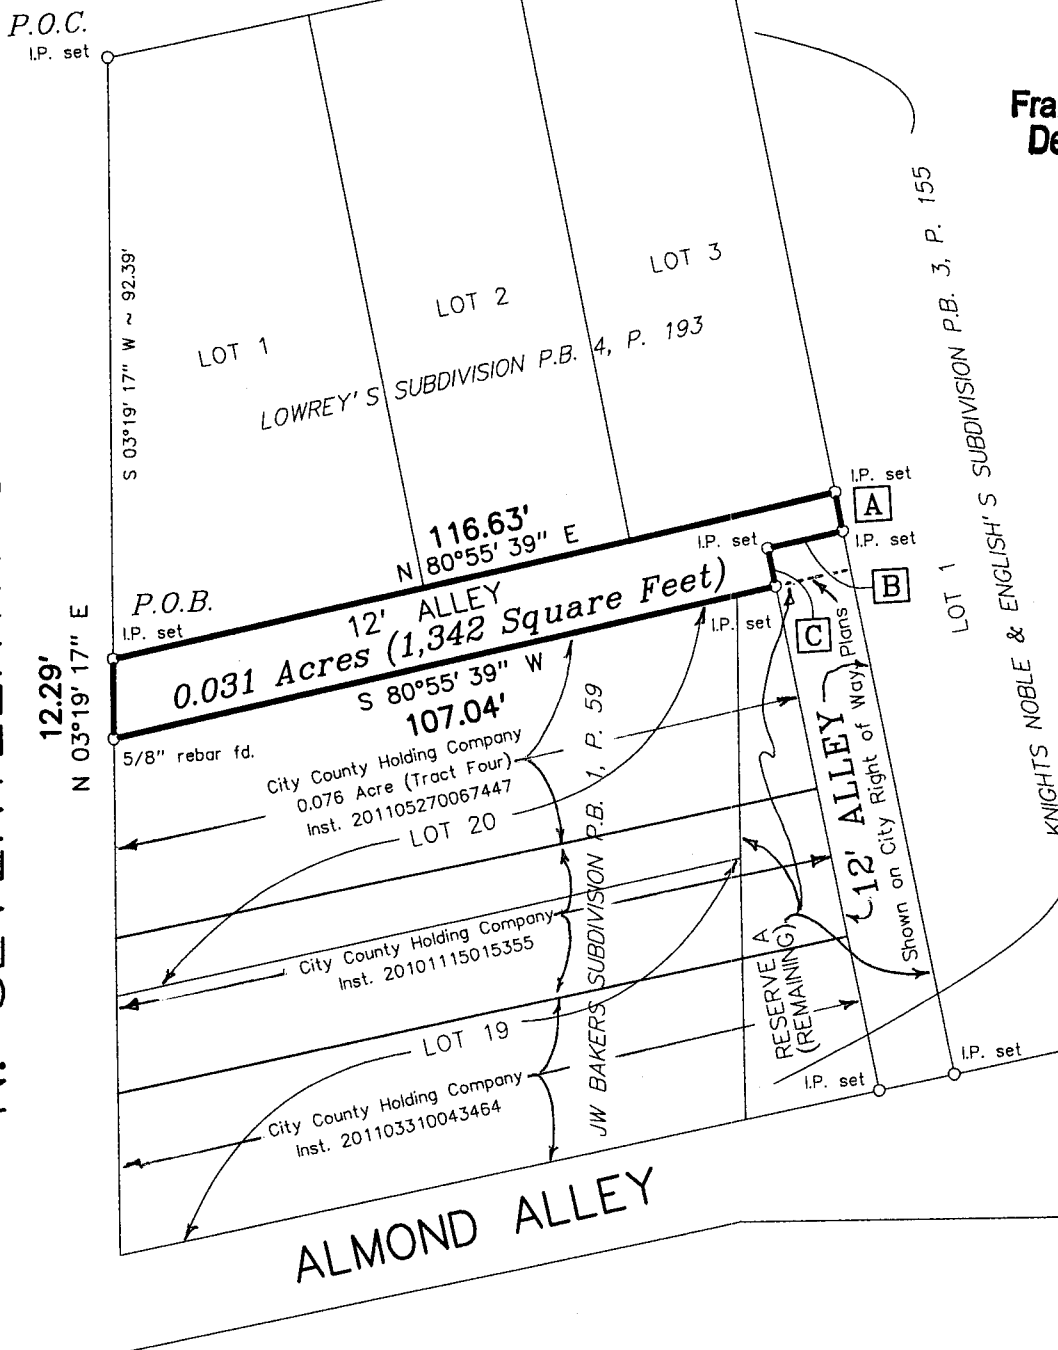 P.O.C.
I.P. set
Fra
De
S 03°19' 17" W ~ 92.39'
LOT 1
LOT 2
LOT 3
LOWREY'S SUBDIVISION P.B. 4, P. 193
KNIGHTS NOBLE & ENGLISH'S SUBDIVISION P.B. 3, P. 155
LOT 1
I.P. set
A
I.P. set
B
I.P. set
C
I.P. set
116.63'
N 80°55' 39" E
P.O.B.
I.P. set
12' ALLEY
0.031 Acres (1,342 Square Feet)
S 80°55' 39" W
107.04'
12.29'
N 03°19' 17" E
5/8" rebar fd.
City County Holding Company
0.076 Acre (Tract Four)
Inst. 201105270067447
LOT 20
City County Holding Company
Inst. 20101115015355
LOT 19
City County Holding Company
Inst. 201103310043464
JW BAKERS SUBDIVISION P.B. 1, P. 59
RESERVE A
(REMAINING)
12' ALLEY
Shown on City Right of Way Plans
I.P. set
I.P. set
ALMOND ALLEY